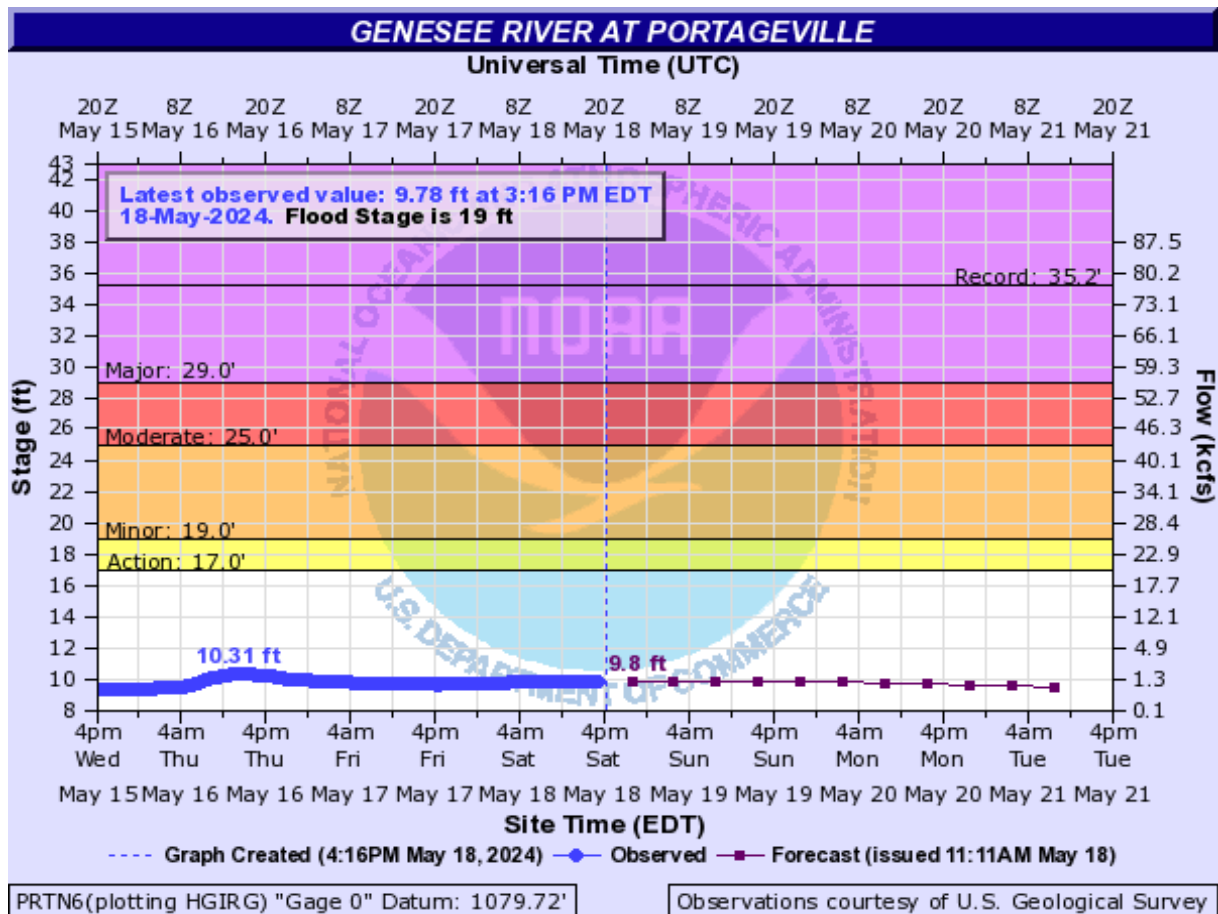 GENESEE RIVER AT PORTAGEVILLE
Universal Time (UTC)
20Z 8Z 20Z 8Z 20Z 8Z 20Z 8Z 20Z 8Z 20Z 8Z 20Z
May 15 May 16 May 16 May 17 May 17 May 18 May 18 May 19 May 19 May 20 May 20 May 21 May 21
Latest observed value: 9.78 ft at 3:16 PM EDT
18-May-2024. Flood Stage is 19 ft
NATIONAL OCEANIC AND ATMOSPHERIC ADMINISTRATION
NOAA
U.S. DEPARTMENT OF COMMERCE
Stage (ft)
43
42
40
38
36
34
32
30
28
26
24
22
20
18
16
14
12
10
8
Record: 35.2'
Major: 29.0'
Moderate: 25.0'
Minor: 19.0'
Action: 17.0'
10.31 ft
9.8 ft
87.5
80.2
73.1
66.1
59.3
52.7
46.3
40.1
34.1
28.4
22.9
17.7
12.1
4.9
1.3
0.1
Flow (kcfs)
4pm 4am 4pm 4am 4pm 4am 4pm 4am 4pm 4am 4pm 4am 4pm
Wed Thu Thu Fri Fri Sat Sat Sun Sun Mon Mon Tue Tue
May 15 May 16 May 16 May 17 May 17 May 18 May 18 May 19 May 19 May 20 May 20 May 21 May 21
Site Time (EDT)
Graph Created (4:16PM May 18, 2024) Observed Forecast (issued 11:11AM May 18)
PRTN6(plotting HGIRG) "Gage 0" Datum: 1079.72'
Observations courtesy of U.S. Geological Survey